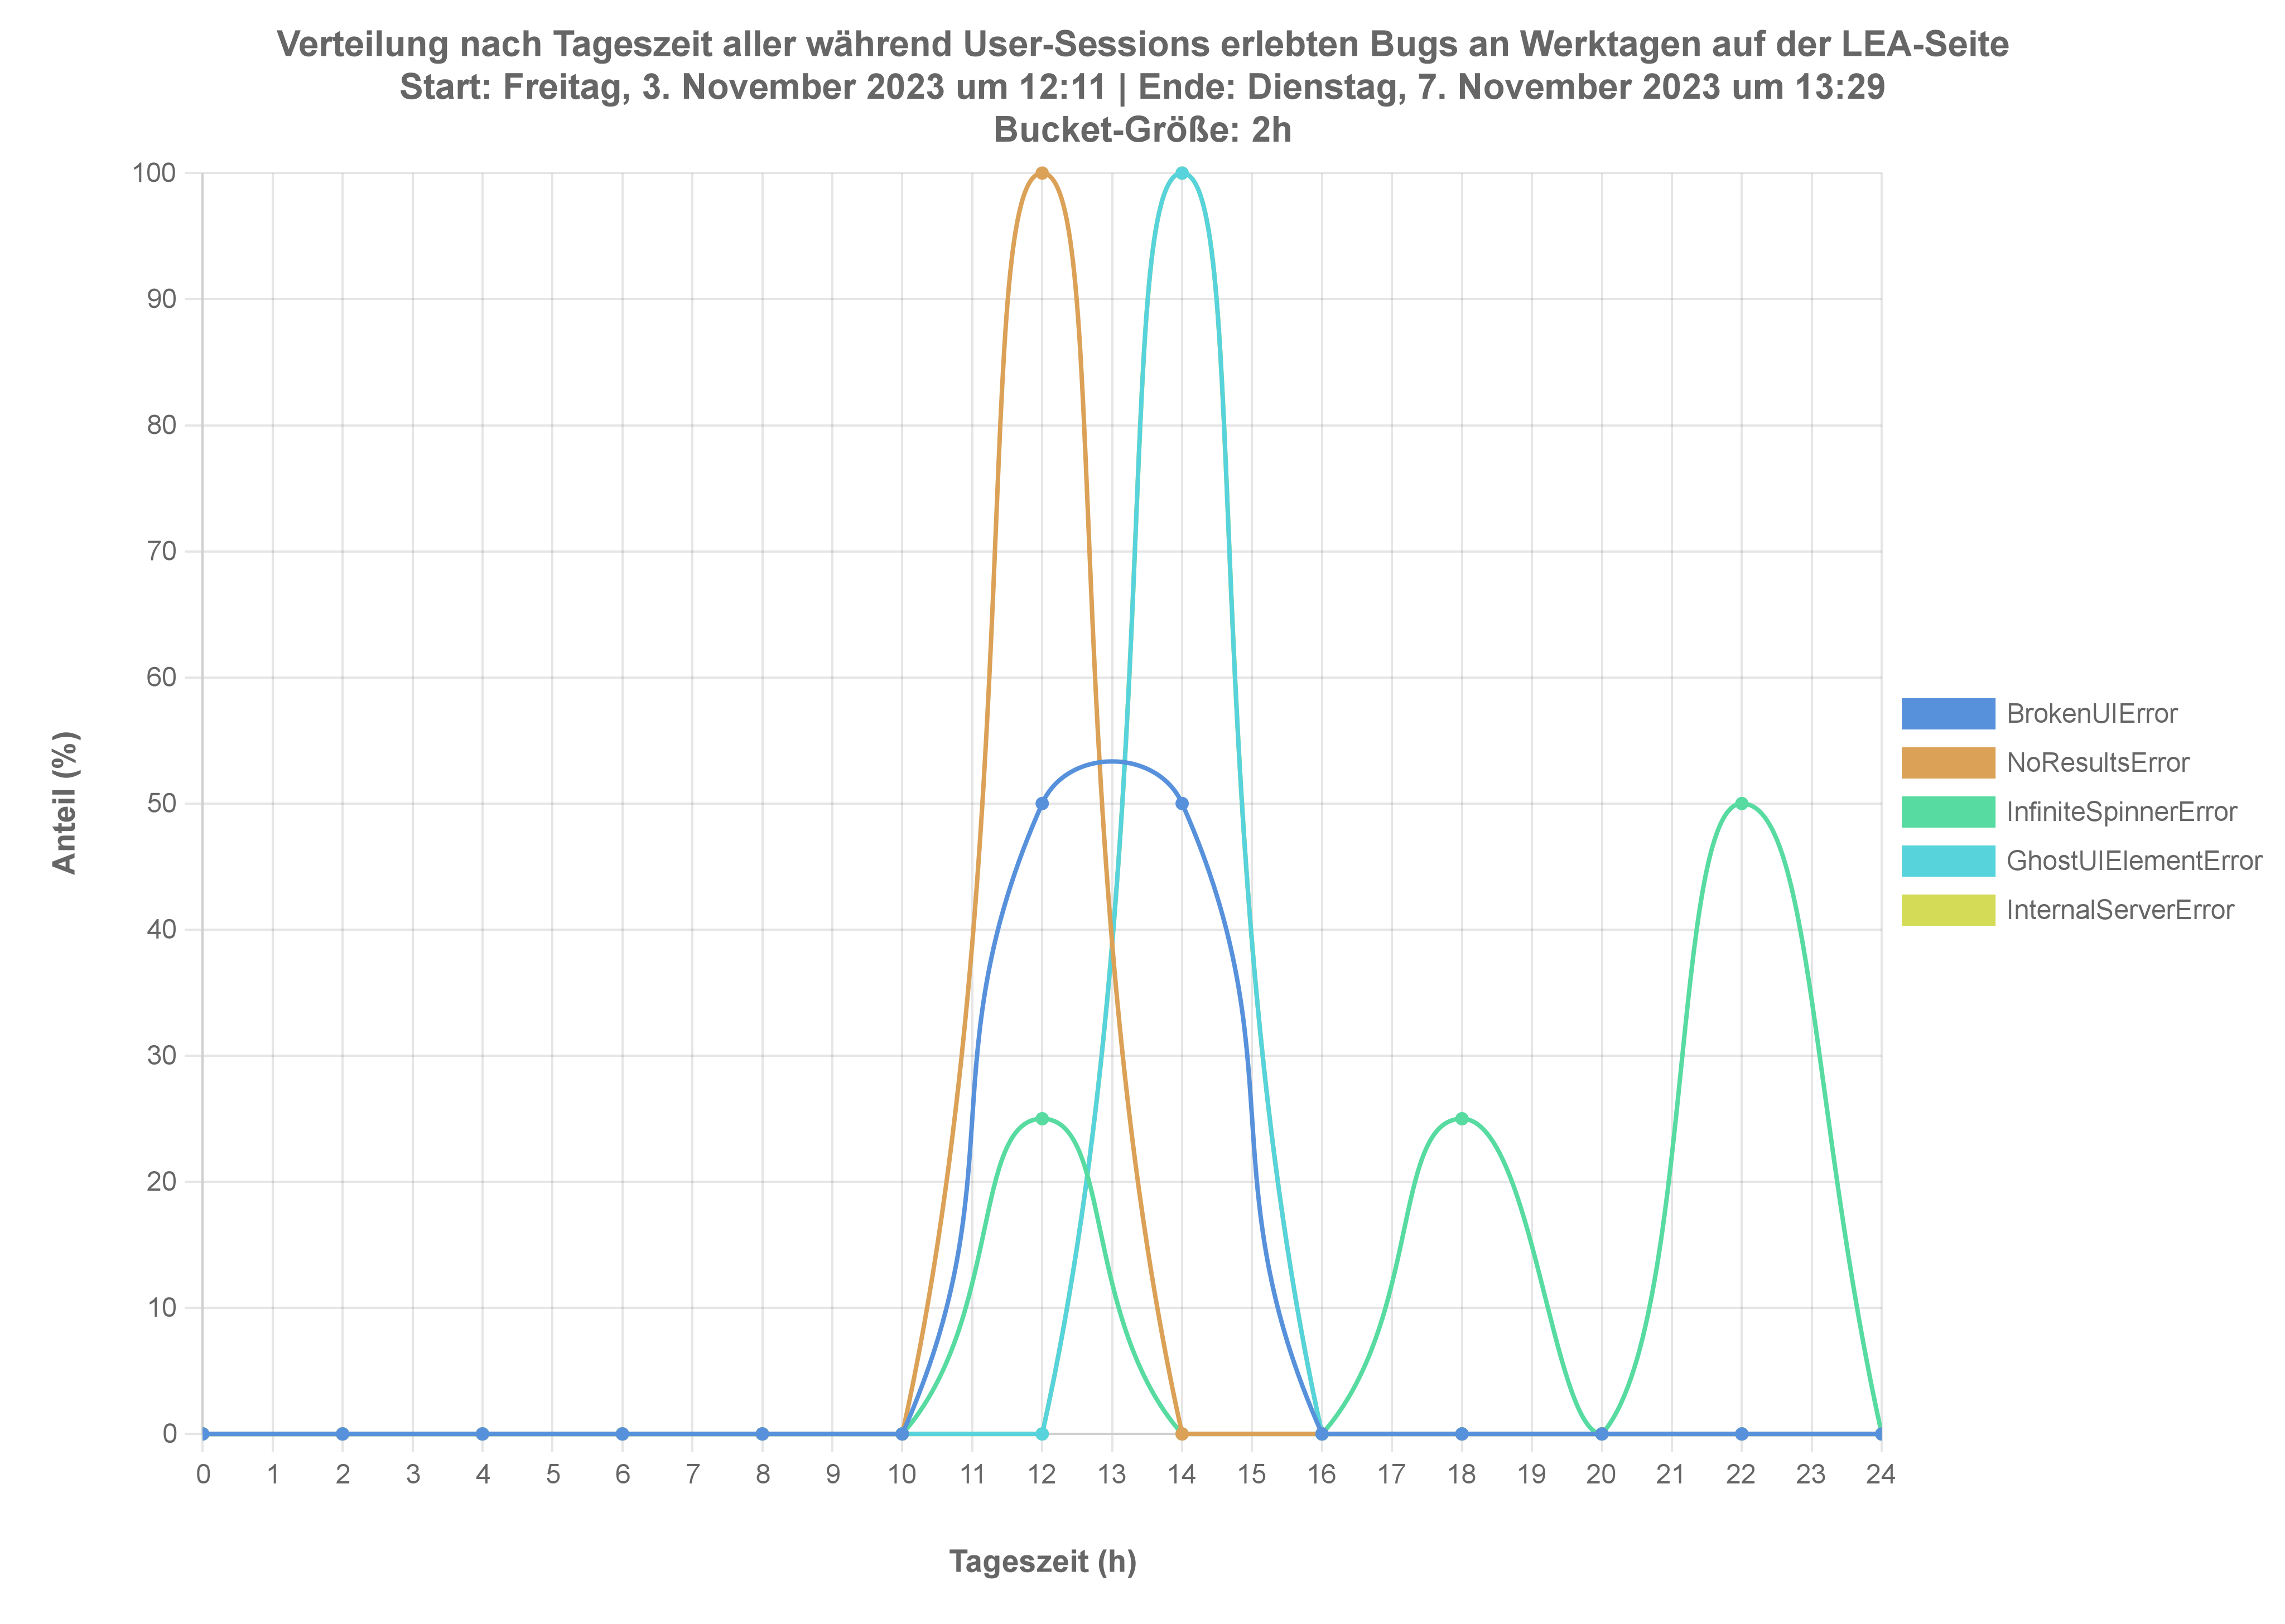 Verteilung nach Tageszeit aller während User-Sessions erlebten Bugs an Werktagen auf der LEA-Seite
Start: Freitag, 3. November 2023 um 12:11 | Ende: Dienstag, 7. November 2023 um 13:29
Bucket-Größe: 2h
100
90
80
70
60
50
40
30
20
10
0
Anteil (%)
0 1 2 3 4 5 6 7 8 9 10 11 12 13 14 15 16 17 18 19 20 21 22 23 24
Tageszeit (h)
BrokenUIError
NoResultsError
InfiniteSpinnerError
GhostUIElementError
InternalServerError